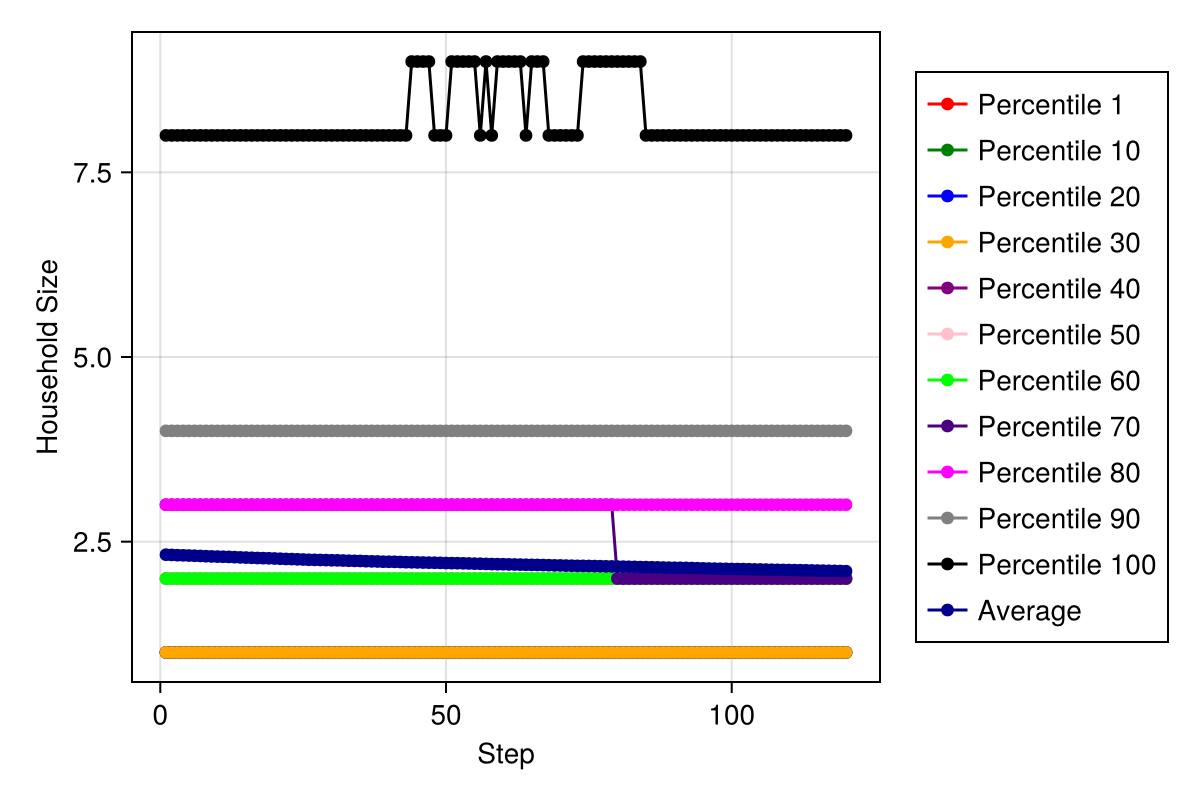 7.5
5.0
2.5
Household Size
0
50
100
Step
Percentile 1
Percentile 10
Percentile 20
Percentile 30
Percentile 40
Percentile 50
Percentile 60
Percentile 70
Percentile 80
Percentile 90
Percentile 100
Average